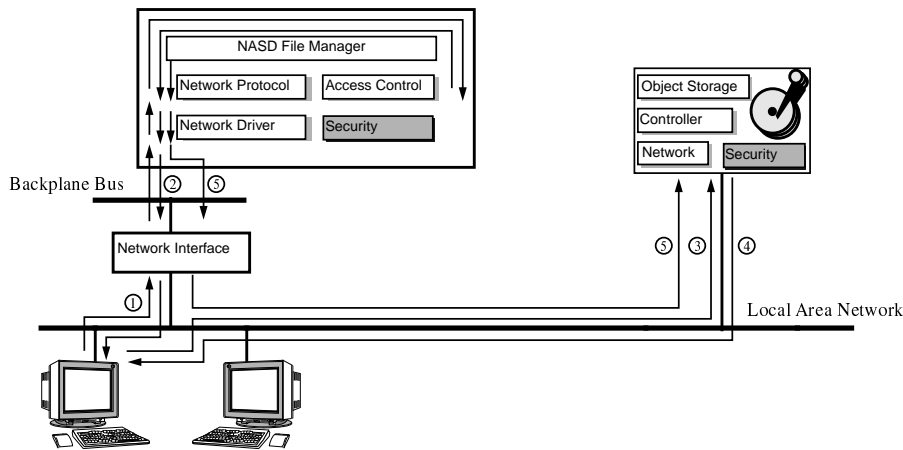 NASD File Manager
Network Protocol
Access Control
Network Driver
Security
Object Storage
Controller
Network
Security
Backplane Bus
2
5
Network Interface
5
3
4
1
Local Area Network